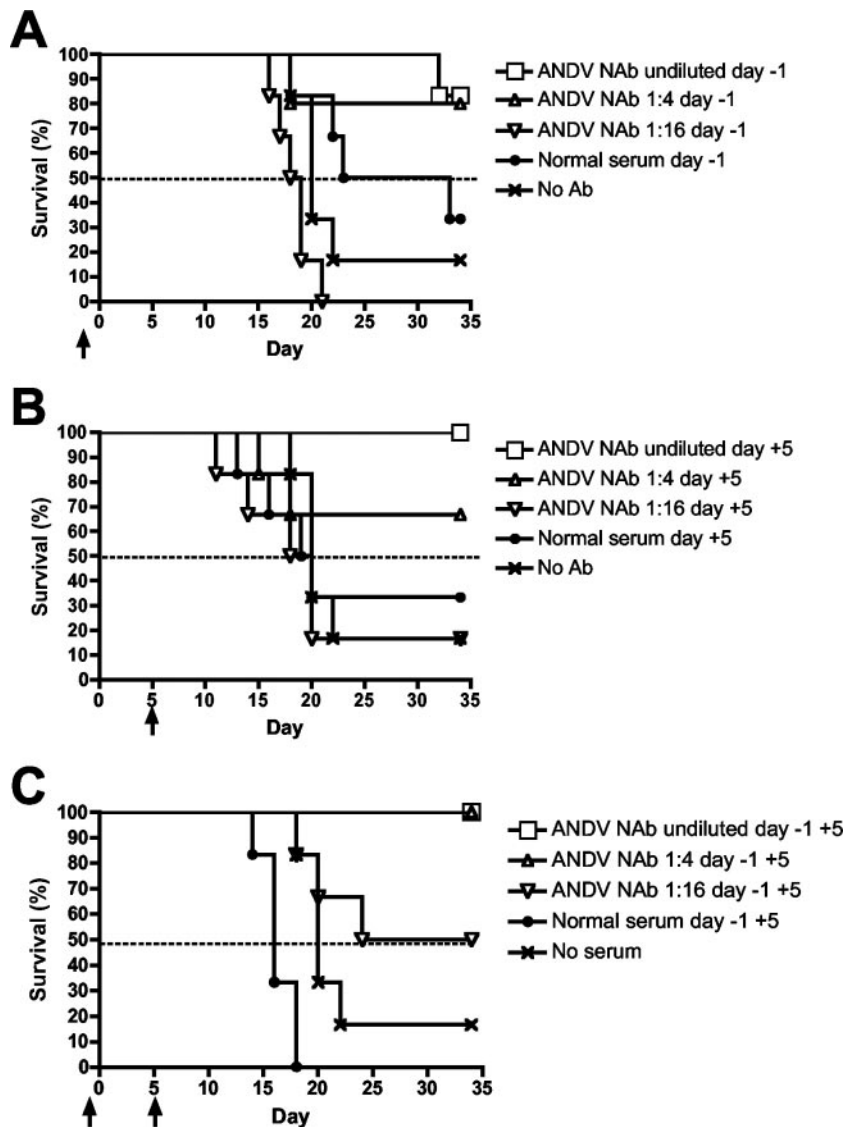 A
Survival (%)
100
90
80
70
60
50
40
30
20
10
0
0 5 10 15 20 25 30 35
Day
ANDV NAb undiluted day -1
ANDV NAb 1:4 day -1
ANDV NAb 1:16 day -1
Normal serum day -1
No Ab
B
Survival (%)
100
90
80
70
60
50
40
30
20
10
0
0 5 10 15 20 25 30 35
Day
ANDV NAb undiluted day +5
ANDV NAb 1:4 day +5
ANDV NAb 1:16 day +5
Normal serum day +5
No Ab
C
Survival (%)
100
90
80
70
60
50
40
30
20
10
0
0 5 10 15 20 25 30 35
Day
ANDV NAb undiluted day -1 +5
ANDV NAb 1:4 day -1 +5
ANDV NAb 1:16 day -1 +5
Normal serum day -1 +5
No serum